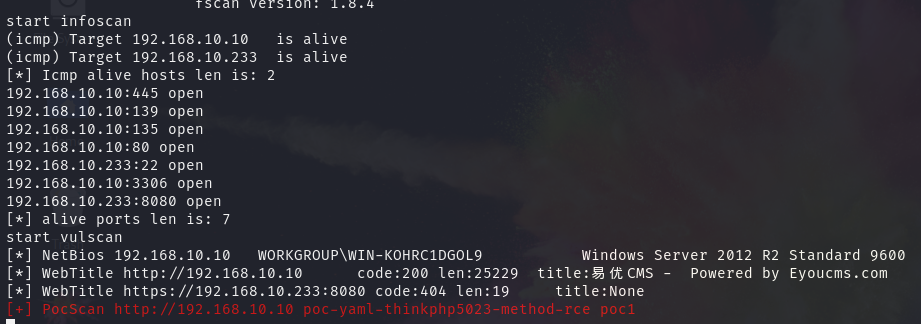 fscan version: 1.8.4
start infoscan
(icmp) Target 192.168.10.10   is alive
(icmp) Target 192.168.10.233  is alive
[*] Icmp alive hosts len is: 2
192.168.10.10:445 open
192.168.10.10:139 open
192.168.10.10:135 open
192.168.10.10:80 open
192.168.10.233:22 open
192.168.10.10:3306 open
192.168.10.233:8080 open
[*] alive ports len is: 7
start vulscan
[*] NetBios 192.168.10.10   WORKGROUP\WIN-KOHRC1DGOL9           Windows Server 2012 R2 Standard 9600
[*] WebTitle http://192.168.10.10      code:200 len:25229  title:易优CMS -  Powered by Eyoucms.com
[*] WebTitle https://192.168.10.233:8080 code:404 len:19     title:None
[+] PocScan http://192.168.10.10 poc-yaml-thinkphp5023-method-rce poc1